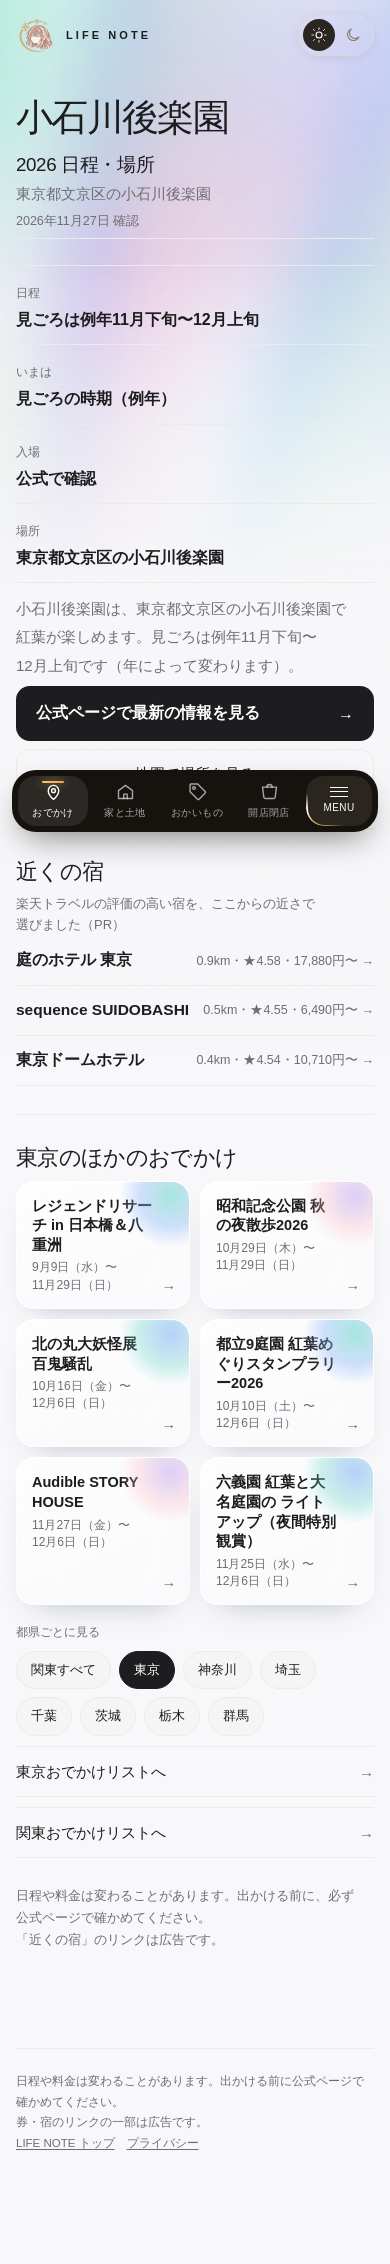 LIFE NOTE
小石川後楽園
2026 日程・場所
東京都文京区の小石川後楽園
2026年11月27日 確認
日程
見ごろは例年11月下旬〜12月上旬
いまは
見ごろの時期（例年）
入場
公式で確認
場所
東京都文京区の小石川後楽園
小石川後楽園は、東京都文京区の小石川後楽園で
紅葉が楽しめます。見ごろは例年11月下旬〜
12月上旬です（年によって変わります）。
公式ページで最新の情報を見る →
おでかけ
家と土地
おかいもの
開店閉店
MENU
近くの宿
楽天トラベルの評価の高い宿を、ここからの近さで
選びました（PR）
庭のホテル 東京 0.9km・★4.58・17,880円〜 →
sequence SUIDOBASHI 0.5km・★4.55・6,490円〜 →
東京ドームホテル 0.4km・★4.54・10,710円〜 →
東京のほかのおでかけ
レジェンドリサー
チ in 日本橋＆八
重洲
9月9日（水）〜
11月29日（日）
→
昭和記念公園 秋
の夜散歩2026
10月29日（木）〜
11月29日（日）
→
北の丸大妖怪展
百鬼騒乱
10月16日（金）〜
12月6日（日）
→
都立9庭園 紅葉め
ぐりスタンプラリ
ー2026
10月10日（土）〜
12月6日（日）
→
Audible STORY
HOUSE
11月27日（金）〜
12月6日（日）
→
六義園 紅葉と大
名庭園の ライト
アップ（夜間特別
観賞）
11月25日（水）〜
12月6日（日）
→
都県ごとに見る
関東すべて 東京 神奈川 埼玉
千葉 茨城 栃木 群馬
東京おでかけリストへ →
関東おでかけリストへ →
日程や料金は変わることがあります。出かける前に、必ず
公式ページで確かめてください。
「近くの宿」のリンクは広告です。
日程や料金は変わることがあります。出かける前に公式ページで
確かめてください。
券・宿のリンクの一部は広告です。
LIFE NOTE トップ プライバシー